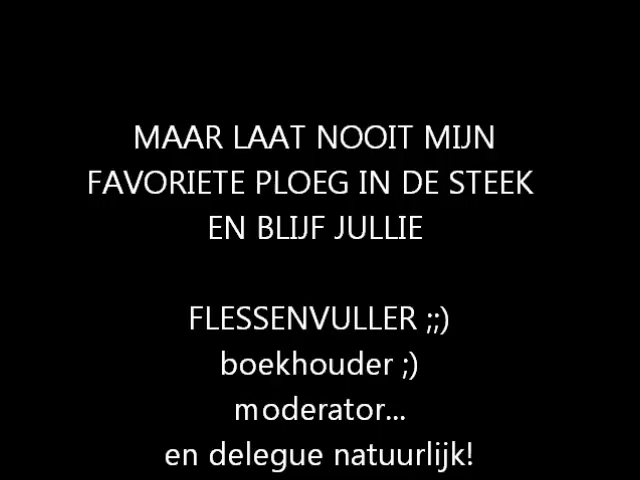 MAAR LAAT NOOIT MIJN
FAVORIETE PLOEG IN DE STEEK
EN BLIJF JULLIE
FLESSENVULLER ;;)
boekhouder ;)
moderator...
en delegue natuurlijk!